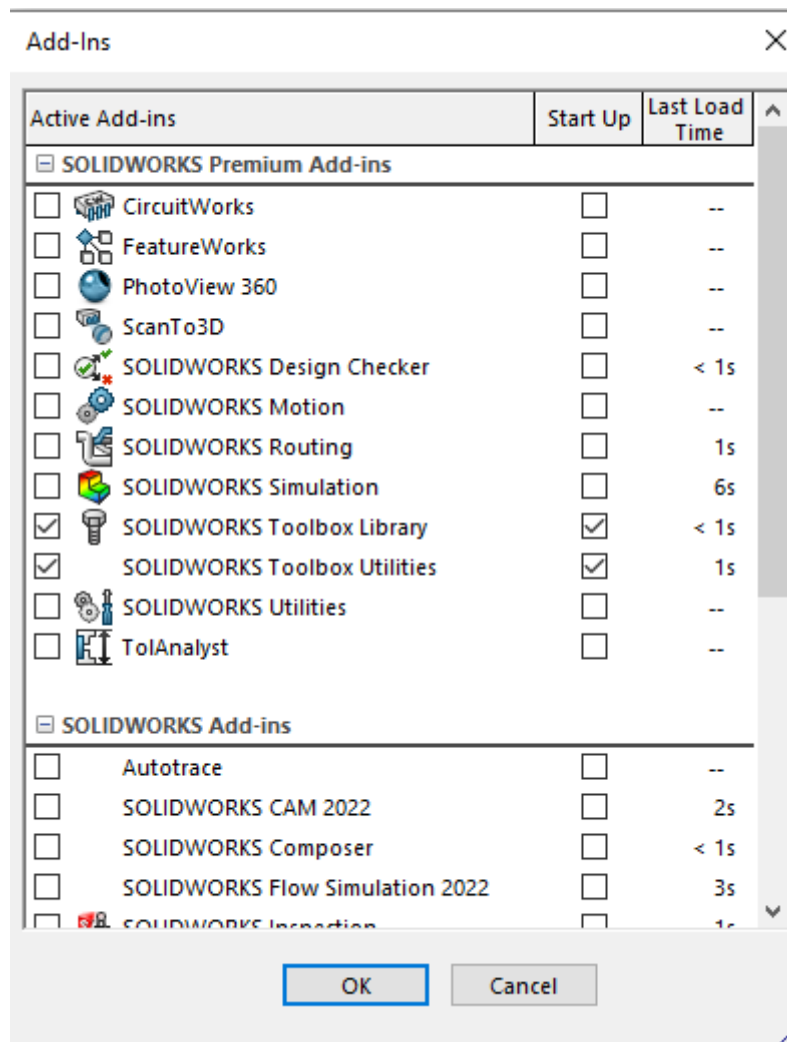 Add-Ins
Active Add-ins Start Up Last Load Time
SOLIDWORKS Premium Add-ins
CircuitWorks --
FeatureWorks --
PhotoView 360 --
ScanTo3D --
SOLIDWORKS Design Checker < 1s
SOLIDWORKS Motion --
SOLIDWORKS Routing 1s
SOLIDWORKS Simulation 6s
SOLIDWORKS Toolbox Library < 1s
SOLIDWORKS Toolbox Utilities 1s
SOLIDWORKS Utilities --
TolAnalyst --
SOLIDWORKS Add-ins
Autotrace --
SOLIDWORKS CAM 2022 2s
SOLIDWORKS Composer < 1s
SOLIDWORKS Flow Simulation 2022 3s
SOLIDWORKS Inspection 1s
OK Cancel